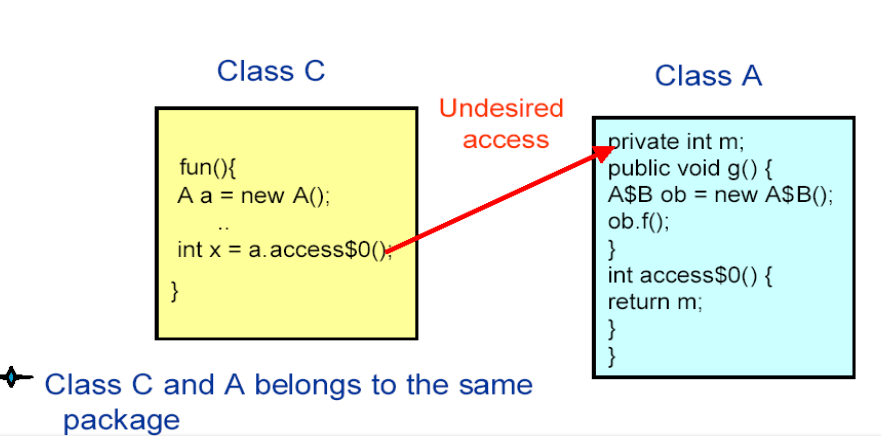 Class C
fun(){
A a = new A();
..
int x = a.access$0();
}
Undesired
access
Class A
private int m;
public void g() {
A$B ob = new A$B();
ob.f();
}
int access$0() {
return m;
}
}
Class C and A belongs to the same
package